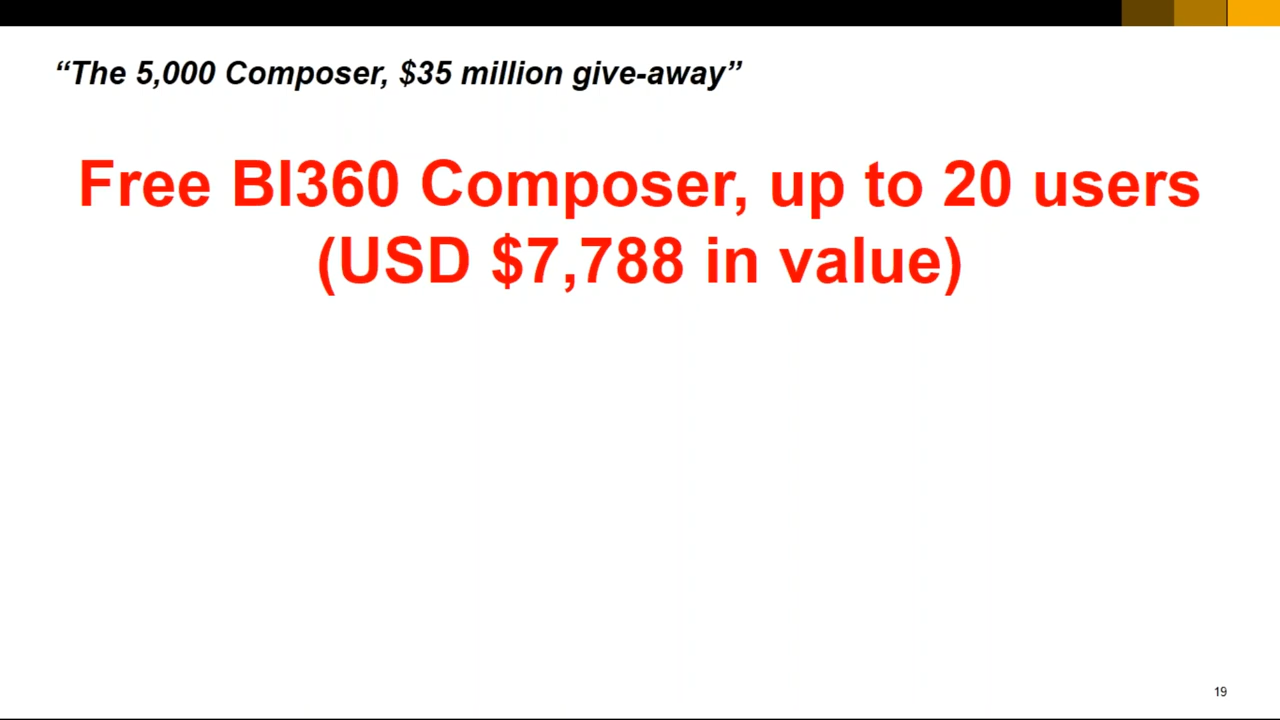 “The 5,000 Composer, $35 million give-away”
Free BI360 Composer, up to 20 users
(USD $7,788 in value)
19